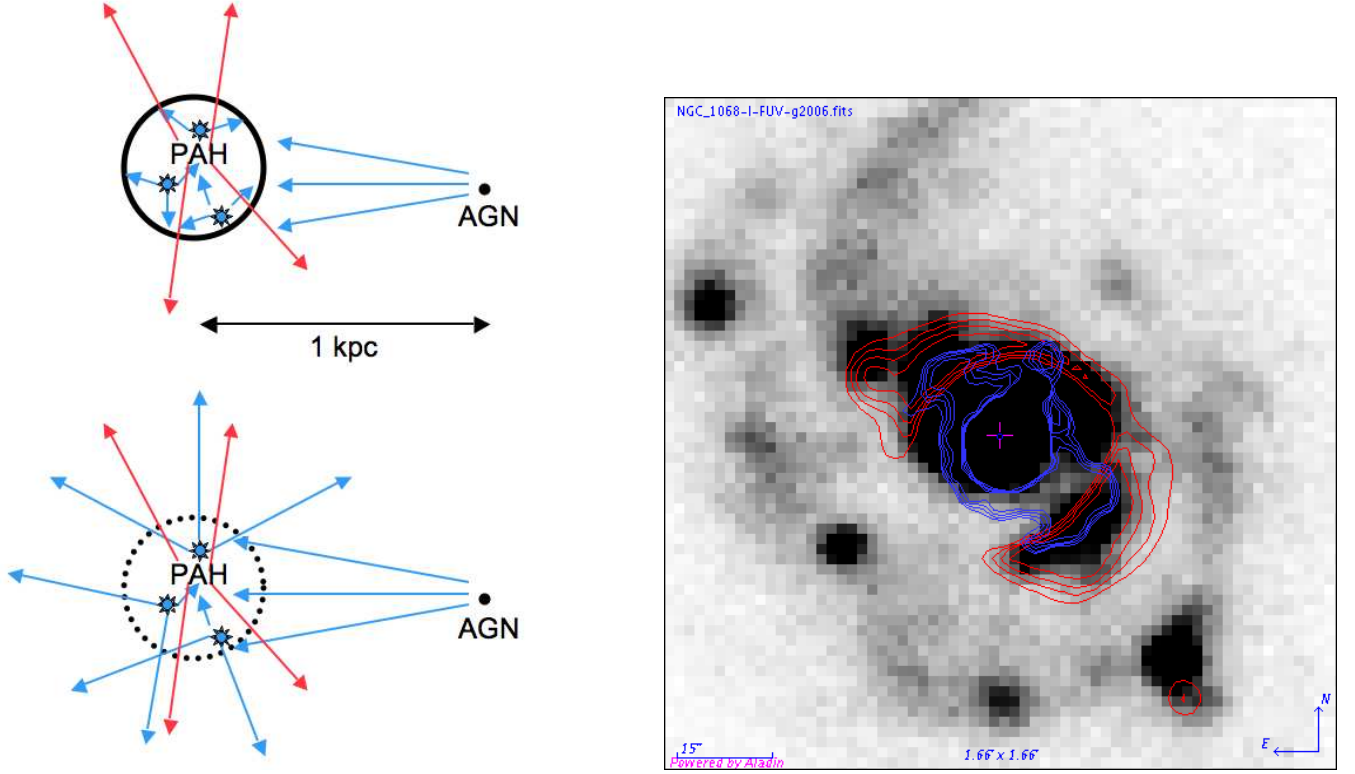 PAH
AGN
1 kpc
PAH
AGN
NGC_1068-I-FUV-g2006.fits
N
E
15"
1.66' x 1.66'
Powered by Aladin